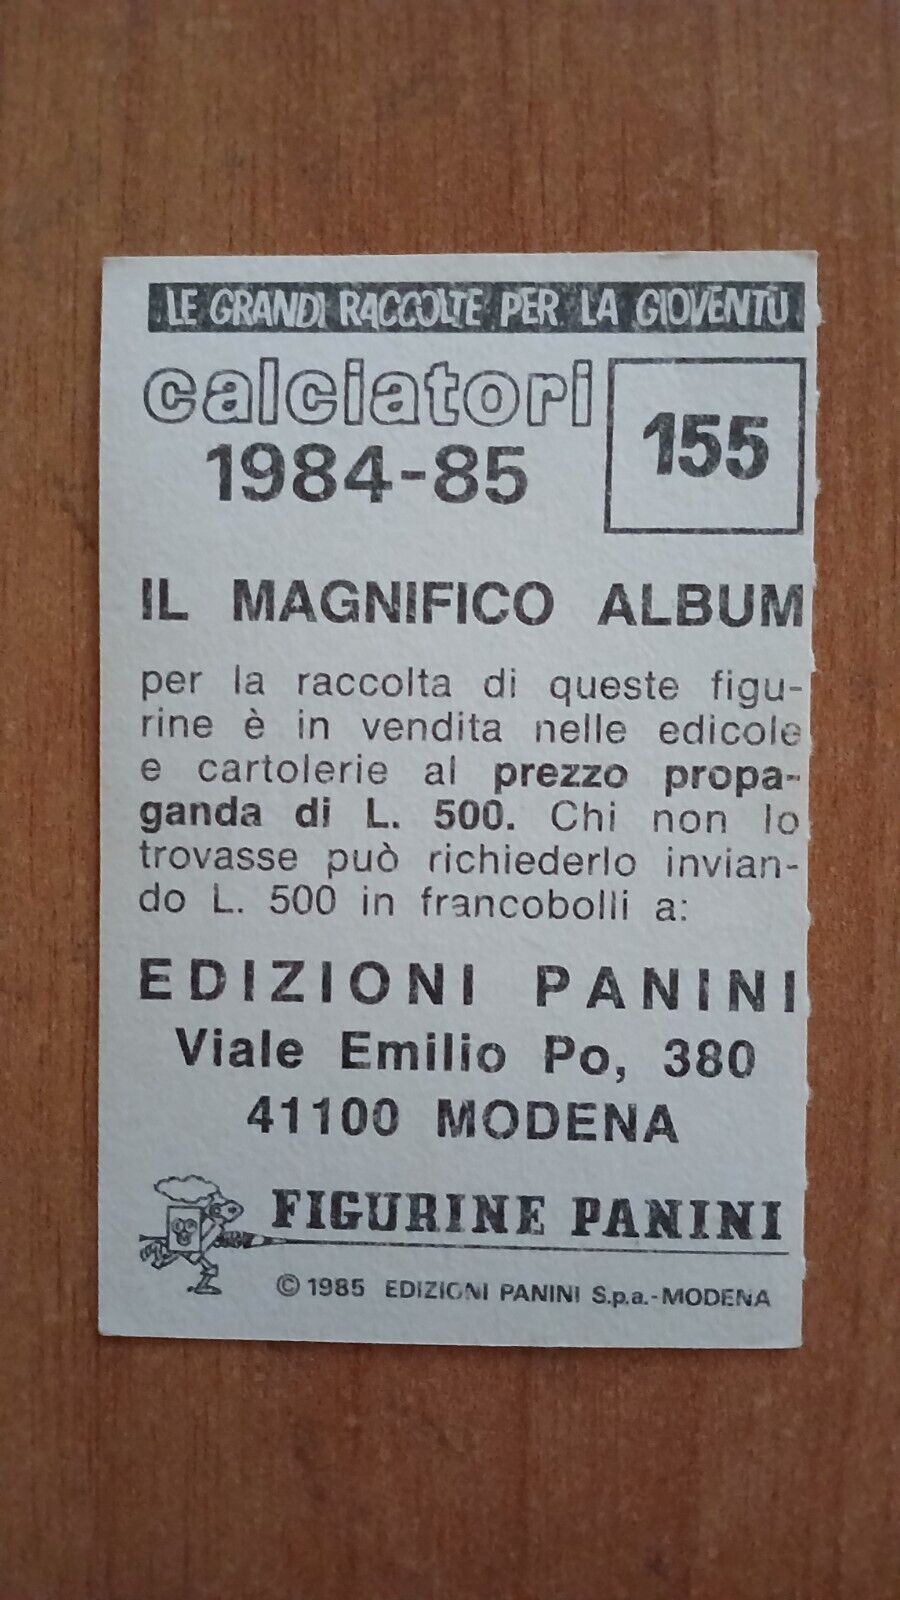 LE GRANDI RACCOLTE PER LA GIOVENTÙ
calciatori
1984-85
155
IL MAGNIFICO ALBUM
per la raccolta di queste figu-
rine è in vendita nelle edicole
e cartolerie al prezzo propa-
ganda di L. 500. Chi non lo
trovasse può richiederlo invian-
do L. 500 in francobolli a:
EDIZIONI PANINI
Viale Emilio Po, 380
41100 MODENA
FIGURINE PANINI
© 1985 EDIZIONI PANINI S.p.a.-MODENA